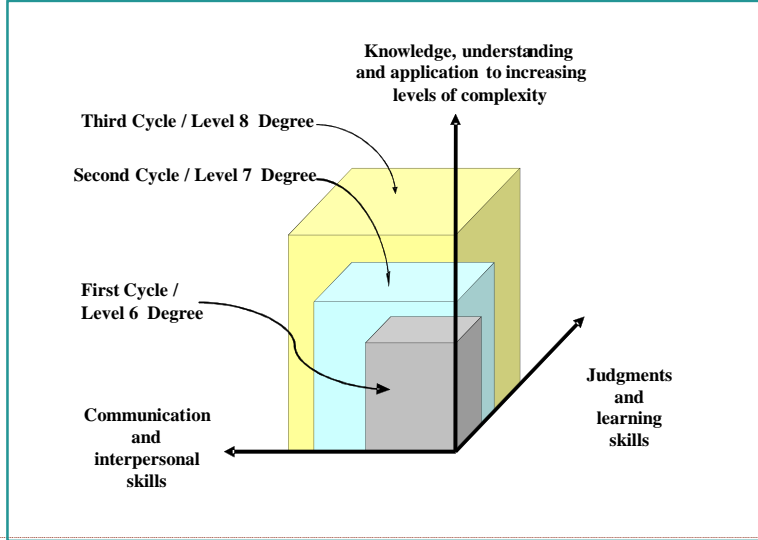 Knowledge, understanding
and application to increasing
levels of complexity
Third Cycle / Level 8 Degree
Second Cycle / Level 7 Degree
First Cycle /
Level 6 Degree
Judgments
and
learning
skills
Communication
and
interpersonal
skills